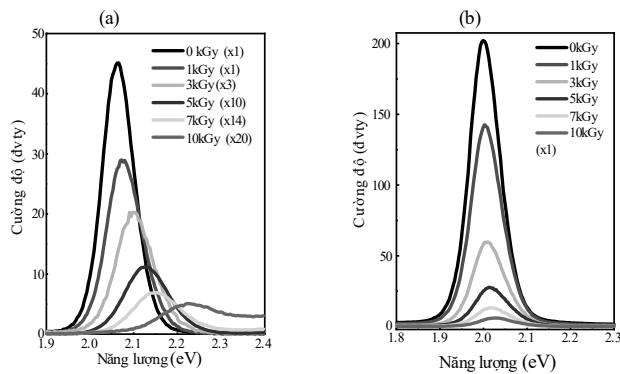 (a)
50
40
30
20
10
0
1.9 2.0 2.1 2.2 2.3 2.4
Cường độ (đvty)
Năng lượng (eV)
0 kGy (x1)
1kGy (x1)
3kGy(x3)
5kGy (x10)
7kGy (x14)
10kGy (x20)
(b)
200
150
100
50
0
1.8 1.9 2.0 2.1 2.2 2.3
Cường độ (đvty)
Năng lượng (eV)
0kGy
1kGy
3kGy
5kGy
7kGy
10kGy
(x1)